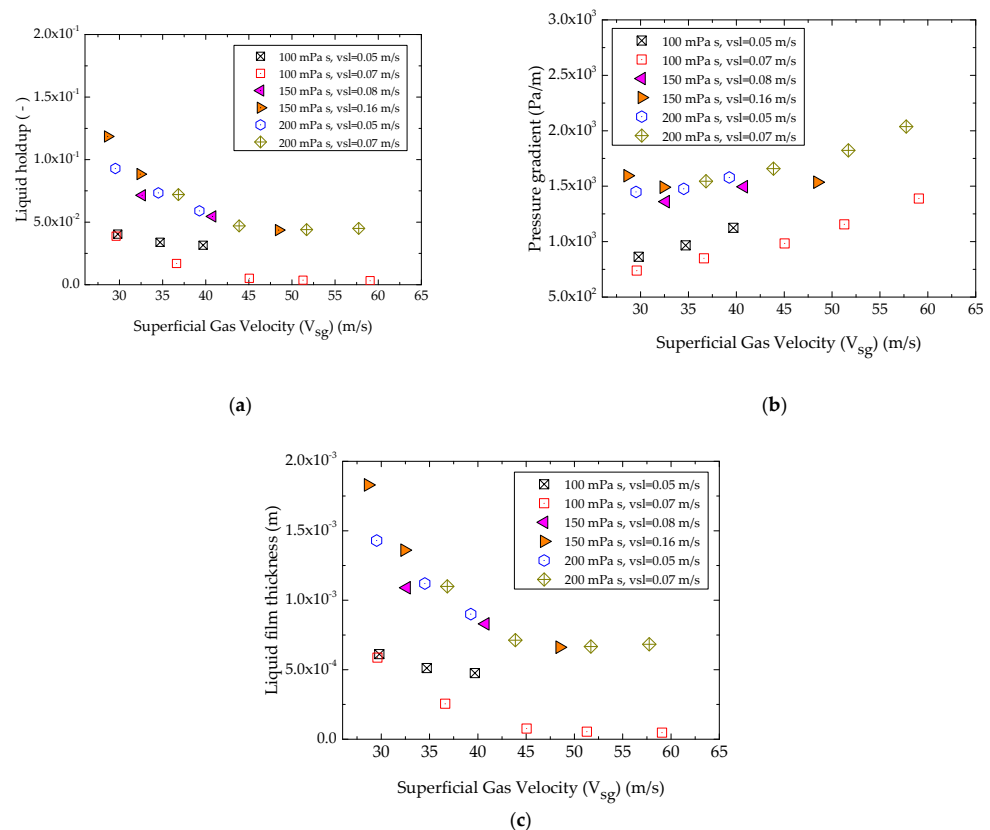 (a)
2.0x10⁻¹
1.5x10⁻¹
1.0x10⁻¹
5.0x10⁻²
0.0
Liquid holdup ( - )
100 mPa s, vsl=0.05 m/s
100 mPa s, vsl=0.07 m/s
150 mPa s, vsl=0.08 m/s
150 mPa s, vsl=0.16 m/s
200 mPa s, vsl=0.05 m/s
200 mPa s, vsl=0.07 m/s
30 35 40 45 50 55 60 65
Superficial Gas Velocity (V_sg) (m/s)
(a)
3.0x10³
2.5x10³
2.0x10³
1.5x10³
1.0x10³
5.0x10²
Pressure gradient (Pa/m)
100 mPa s, vsl=0.05 m/s
100 mPa s, vsl=0.07 m/s
150 mPa s, vsl=0.08 m/s
150 mPa s, vsl=0.16 m/s
200 mPa s, vsl=0.05 m/s
200 mPa s, vsl=0.07 m/s
30 35 40 45 50 55 60 65
Superficial Gas Velocity (V_sg) (m/s)
(b)
2.0x10⁻³
1.5x10⁻³
1.0x10⁻³
5.0x10⁻⁴
0.0
Liquid film thickness (m)
100 mPa s, vsl=0.05 m/s
100 mPa s, vsl=0.07 m/s
150 mPa s, vsl=0.08 m/s
150 mPa s, vsl=0.16 m/s
200 mPa s, vsl=0.05 m/s
200 mPa s, vsl=0.07 m/s
30 35 40 45 50 55 60 65
Superficial Gas Velocity (V_sg) (m/s)
(c)